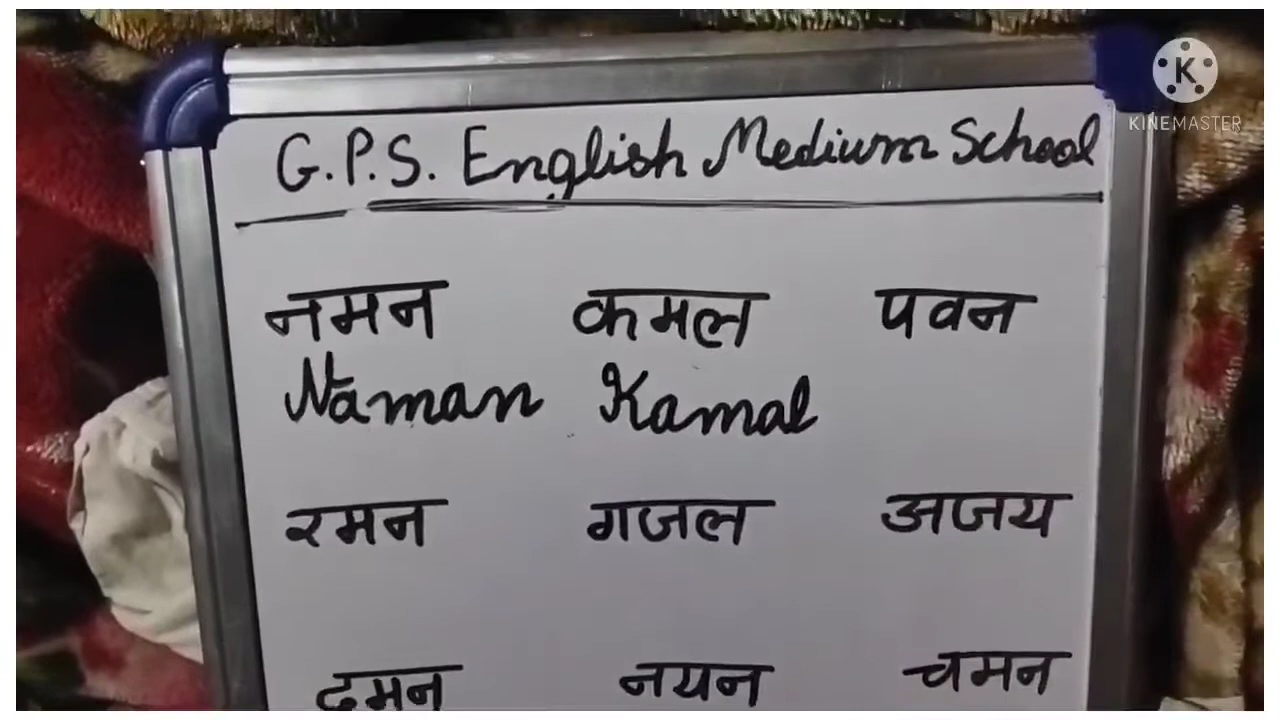 K
KINEMASTER
G.P.S. English Medium School
नमन कमल पवन
Naman Kamal
रमन गजल अजय
दमन नयन चमन